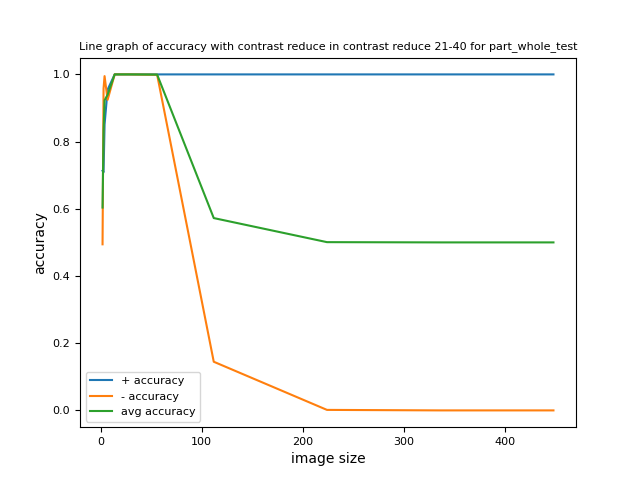 Line graph of accuracy with contrast reduce in contrast reduce 21-40 for part_whole_test
1.0
0.8
0.6
0.4
0.2
0.0
accuracy
+ accuracy
- accuracy
avg accuracy
0 100 200 300 400
image size